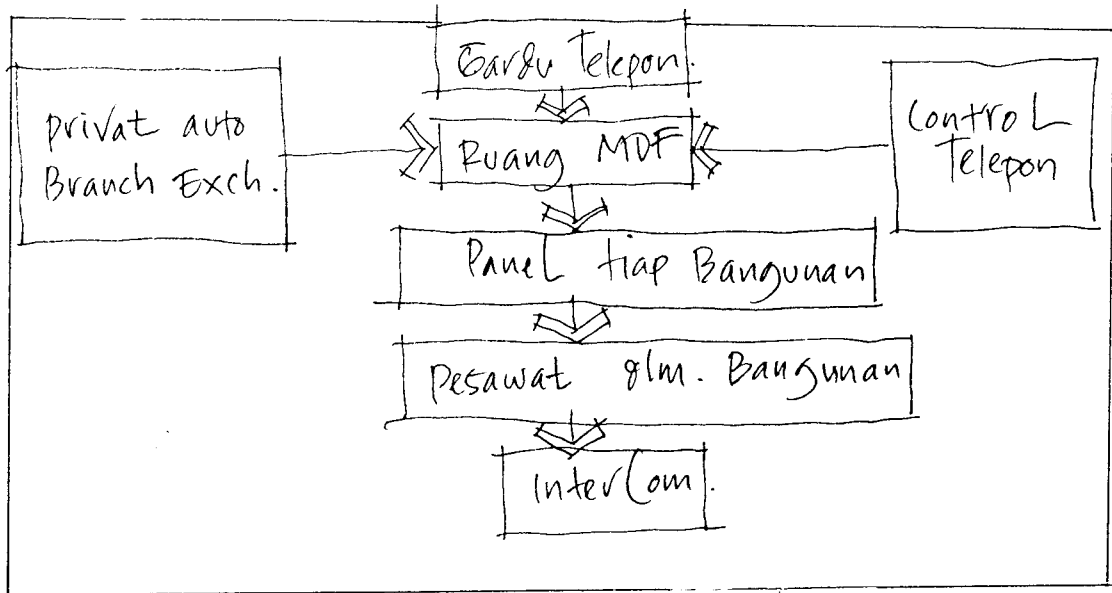 Gardu Telepon.
privat auto
Branch Exch.
Ruang MDF
Control
Telepon
Panel tiap Bangunan
Pesawat dlm. Bangunan
InterCom.